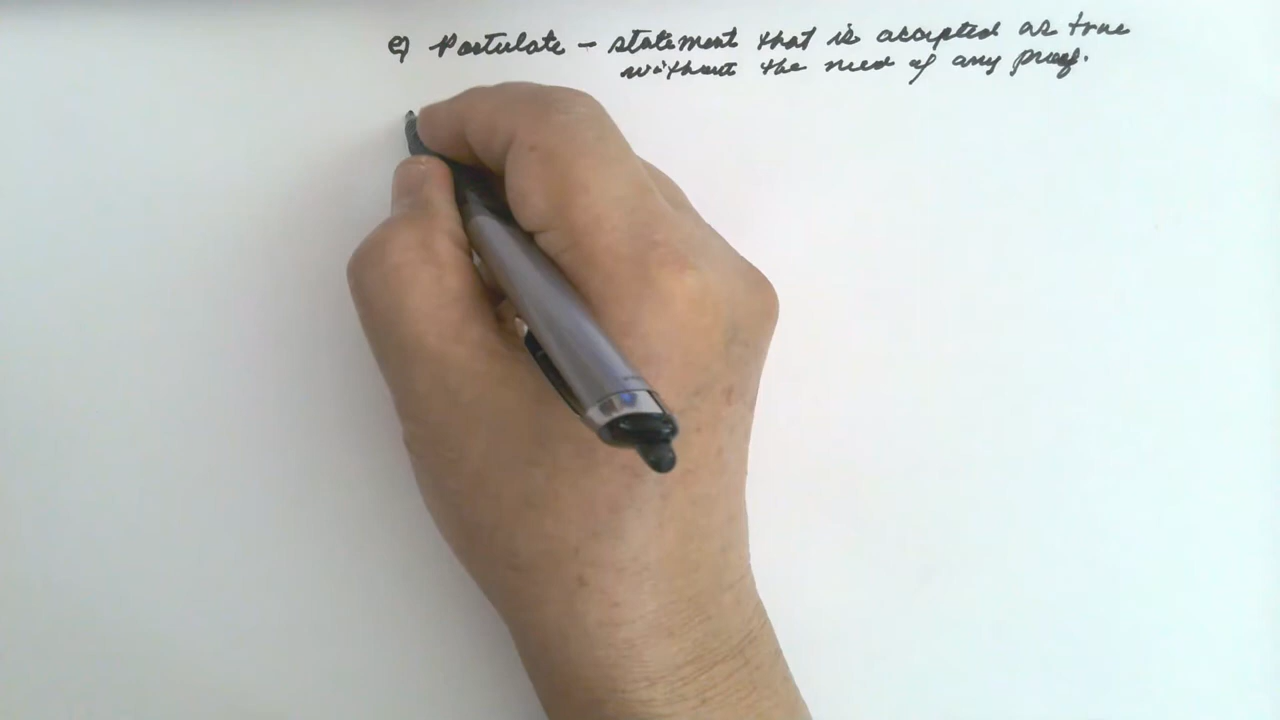 e) Postulate - statement that is accepted as true
without the need of any proof.